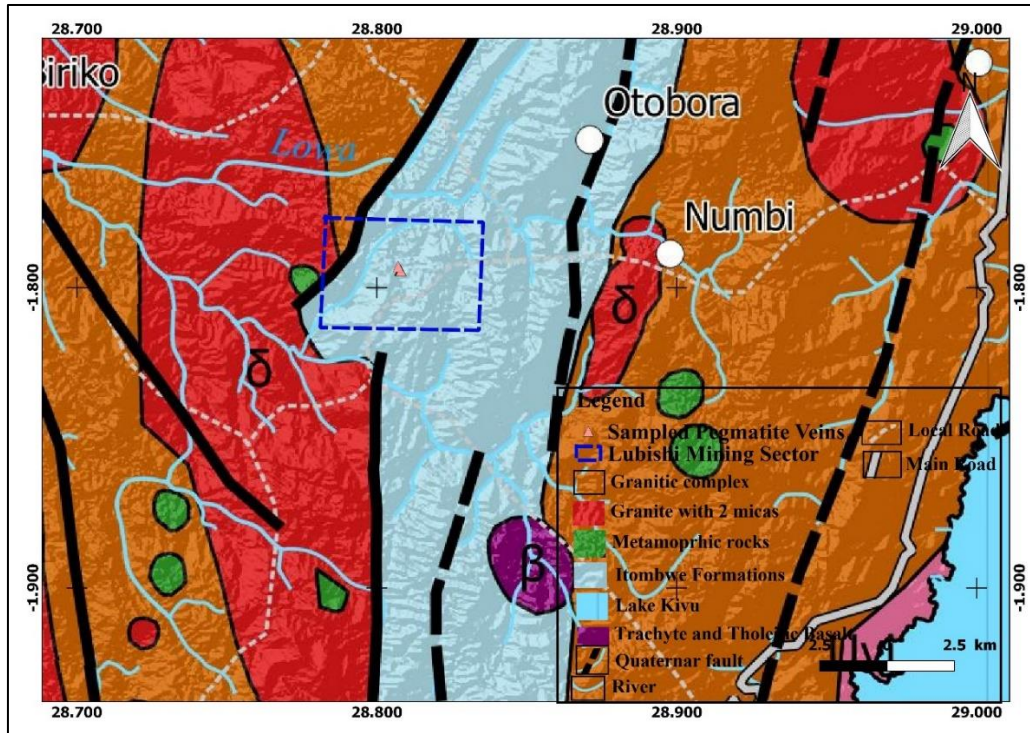 28.700 28.800 28.900 29.000
Biriko
N
Otobora
Lowa
Numbi
-1.800 -1.800
δ
δ
Legend
Sampled Pegmatite Veins
Local Road
Lubishi Mining Sector
Main Road
Granitic complex
Granite with 2 micas
Metamoprhic rocks
β
Itombwe Formations
-1.900 -1.900
Lake Kivu
Trachyte and Tholeiitic Basalt
Quaternar fault
2.5 0 2.5 km
River
28.700 28.800 28.900 29.000